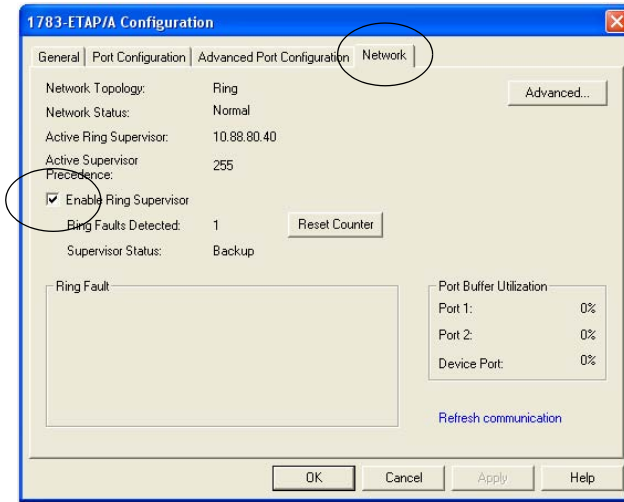 1783-ETAP/A Configuration
General Port Configuration Advanced Port Configuration Network
Network Topology: Ring
Advanced...
Network Status: Normal
Active Ring Supervisor: 10.88.80.40
Active Supervisor
Precedence: 255
Enable Ring Supervisor
Ring Faults Detected: 1 Reset Counter
Supervisor Status: Backup
Ring Fault
Port Buffer Utilization
Port 1: 0%
Port 2: 0%
Device Port: 0%
Refresh communication
OK Cancel Apply Help